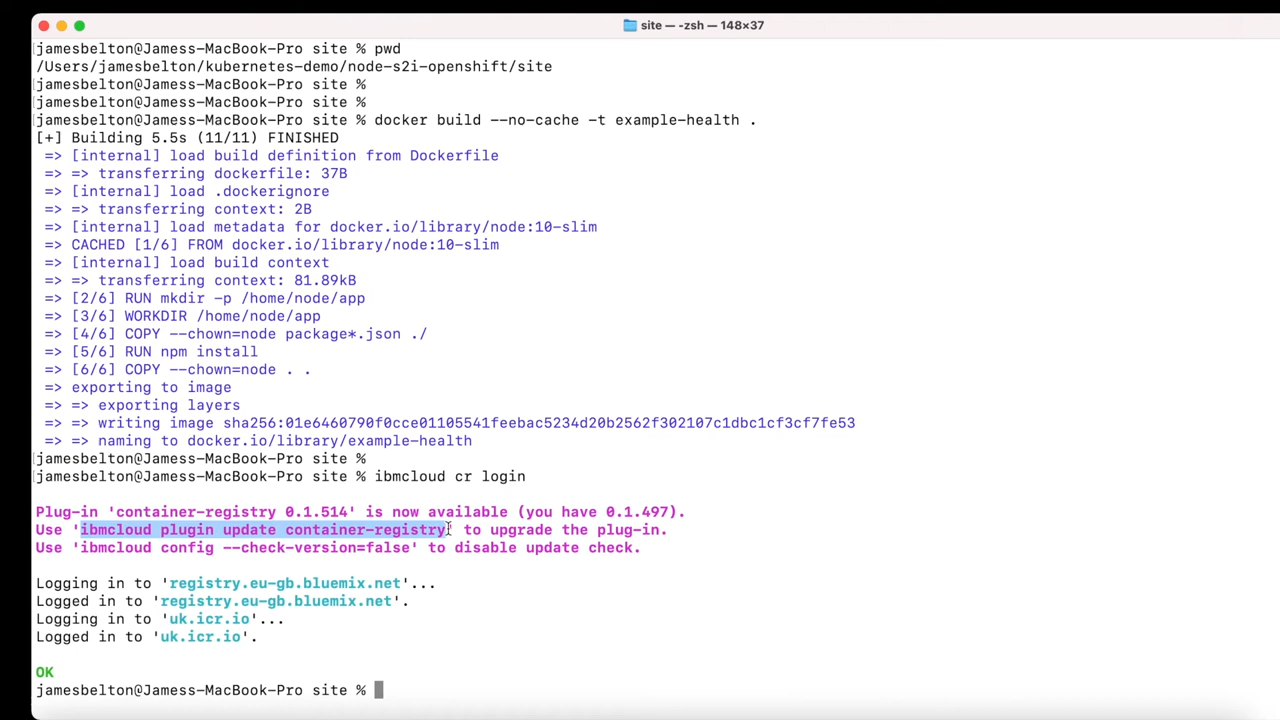 site — -zsh — 148×37
jamesbelton@Jamess-MacBook-Pro site % pwd
/Users/jamesbelton/kubernetes-demo/node-s2i-openshift/site
jamesbelton@Jamess-MacBook-Pro site %
jamesbelton@Jamess-MacBook-Pro site %
jamesbelton@Jamess-MacBook-Pro site % docker build --no-cache -t example-health .
[+] Building 5.5s (11/11) FINISHED
=> [internal] load build definition from Dockerfile
=> => transferring dockerfile: 37B
=> [internal] load .dockerignore
=> => transferring context: 2B
=> [internal] load metadata for docker.io/library/node:10-slim
=> CACHED [1/6] FROM docker.io/library/node:10-slim
=> [internal] load build context
=> => transferring context: 81.89kB
=> [2/6] RUN mkdir -p /home/node/app
=> [3/6] WORKDIR /home/node/app
=> [4/6] COPY --chown=node package*.json ./
=> [5/6] RUN npm install
=> [6/6] COPY --chown=node . .
=> exporting to image
=> => exporting layers
=> => writing image sha256:01e6460790f0cce01105541feebac5234d20b2562f302107c1dbc1cf3cf7fe53
=> => naming to docker.io/library/example-health
jamesbelton@Jamess-MacBook-Pro site %
jamesbelton@Jamess-MacBook-Pro site % ibmcloud cr login
Plug-in 'container-registry 0.1.514' is now available (you have 0.1.497).
Use 'ibmcloud plugin update container-registry' to upgrade the plug-in.
Use 'ibmcloud config --check-version=false' to disable update check.
Logging in to 'registry.eu-gb.bluemix.net'...
Logged in to 'registry.eu-gb.bluemix.net'.
Logging in to 'uk.icr.io'...
Logged in to 'uk.icr.io'.
OK
jamesbelton@Jamess-MacBook-Pro site %